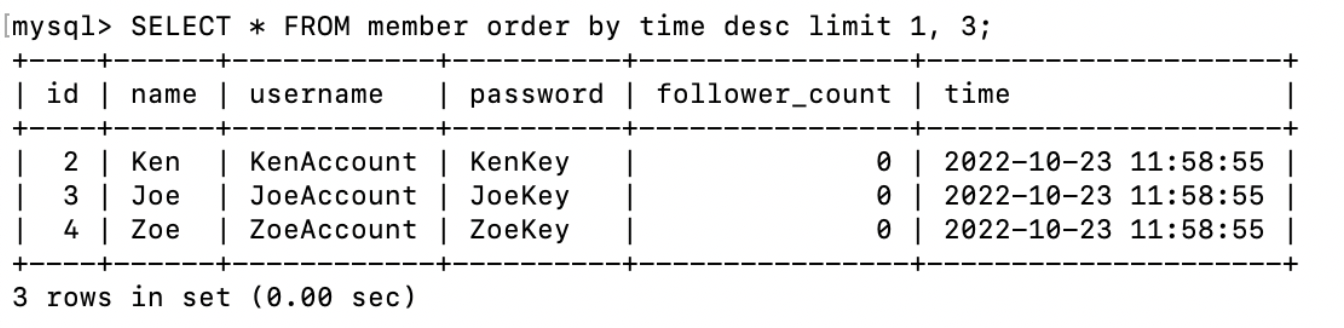 [mysql> SELECT * FROM member order by time desc limit 1, 3;
+----+------+------------+----------+----------------+---------------------+
| id | name | username   | password | follower_count | time                |
+----+------+------------+----------+----------------+---------------------+
|  2 | Ken  | KenAccount | KenKey   |              0 | 2022-10-23 11:58:55 |
|  3 | Joe  | JoeAccount | JoeKey   |              0 | 2022-10-23 11:58:55 |
|  4 | Zoe  | ZoeAccount | ZoeKey   |              0 | 2022-10-23 11:58:55 |
+----+------+------------+----------+----------------+---------------------+
3 rows in set (0.00 sec)